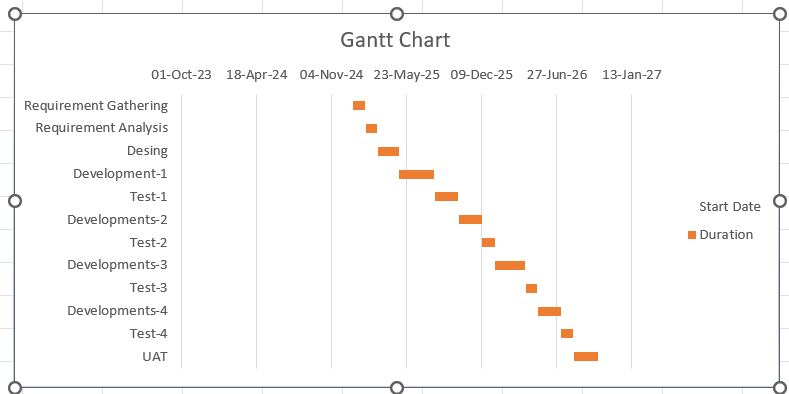 Gantt Chart
01-Oct-23 18-Apr-24 04-Nov-24 23-May-25 09-Dec-25 27-Jun-26 13-Jan-27
Requirement Gathering
Requirement Analysis
Desing
Development-1
Test-1
Developments-2
Test-2
Developments-3
Test-3
Developments-4
Test-4
UAT
Start Date
Duration